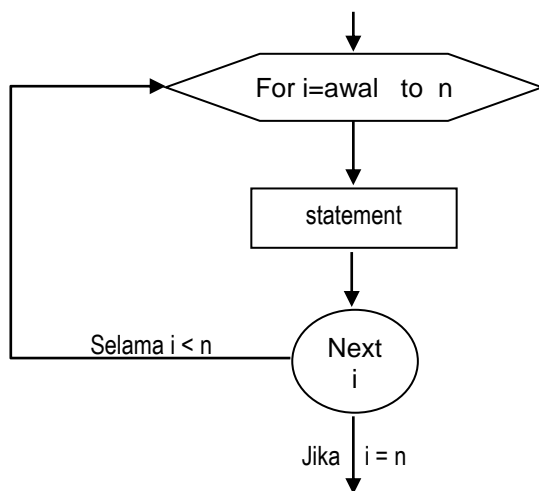 For i=awal to n
statement
Selama i < n
Next
i
Jika i = n